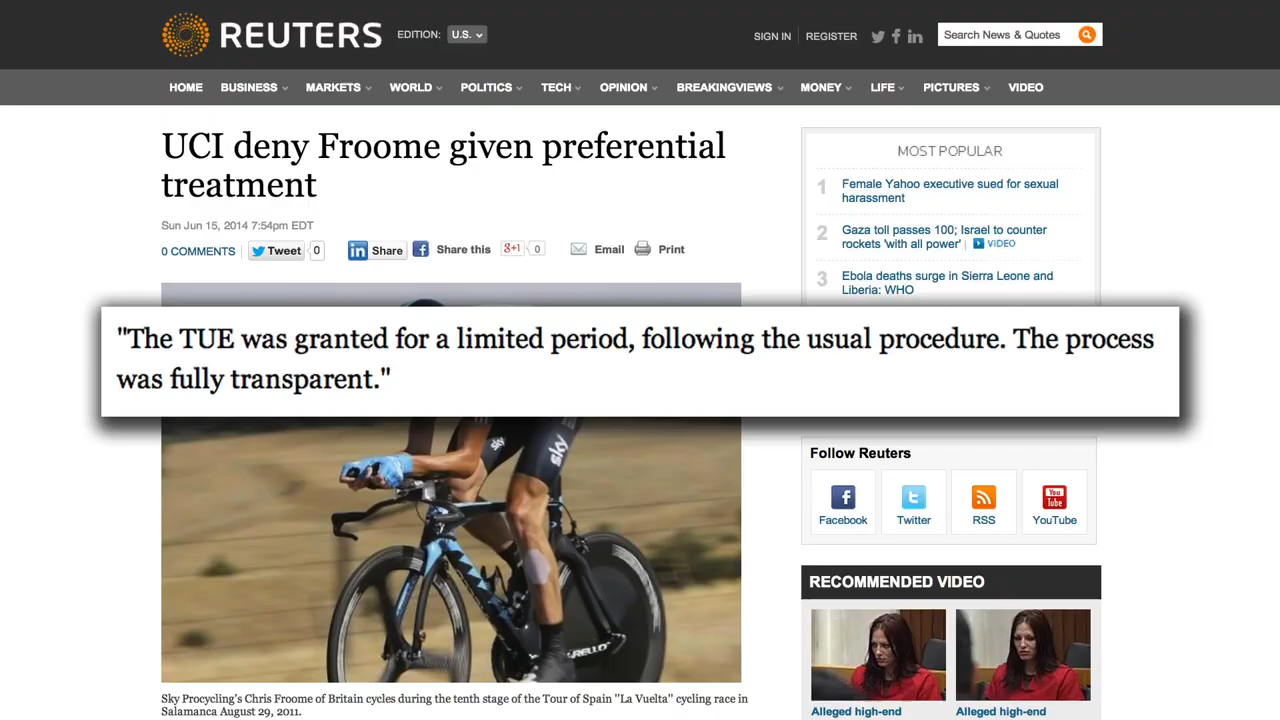 REUTERS
EDITION: U.S.
SIGN IN REGISTER
Search News & Quotes
HOME BUSINESS MARKETS WORLD POLITICS TECH OPINION BREAKINGVIEWS MONEY LIFE PICTURES VIDEO
UCI deny Froome given preferential
treatment
Sun Jun 15, 2014 7:54pm EDT
0 COMMENTS Tweet 0 Share Share this +1 0 Email Print
"The TUE was granted for a limited period, following the usual procedure. The process
was fully transparent."
sky
sky
Sky Procycling's Chris Froome of Britain cycles during the tenth stage of the Tour of Spain "La Vuelta" cycling race in
Salamanca August 29, 2011.
MOST POPULAR
1 Female Yahoo executive sued for sexual
harassment
2 Gaza toll passes 100; Israel to counter
rockets 'with all power' | VIDEO
3 Ebola deaths surge in Sierra Leone and
Liberia: WHO
Follow Reuters
You
Tube
Facebook Twitter RSS YouTube
RECOMMENDED VIDEO
Alleged high-end Alleged high-end